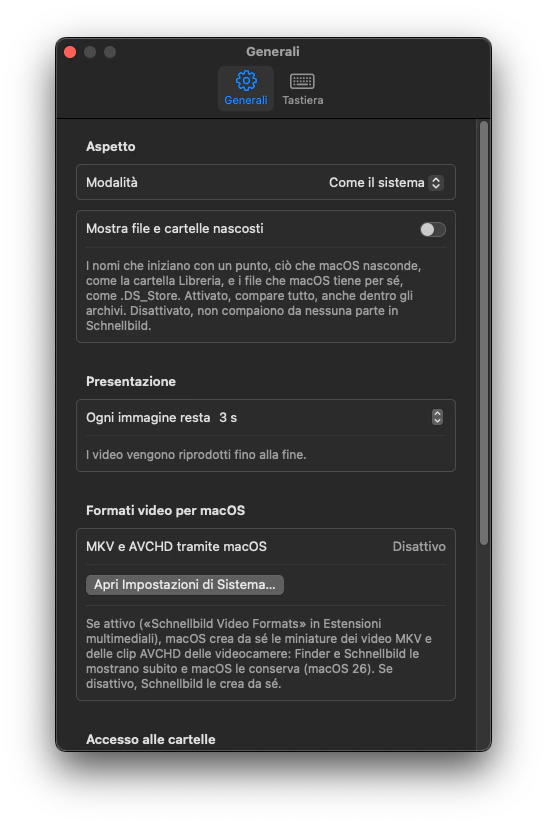 Generali
Generali
Tastiera
Aspetto
Modalità
Come il sistema
Mostra file e cartelle nascosti
I nomi che iniziano con un punto, ciò che macOS nasconde,
come la cartella Libreria, e i file che macOS tiene per sé,
come .DS_Store. Attivato, compare tutto, anche dentro gli
archivi. Disattivato, non compaiono da nessuna parte in
Schnellbild.
Presentazione
Ogni immagine resta 3 s
I video vengono riprodotti fino alla fine.
Formati video per macOS
MKV e AVCHD tramite macOS
Disattivo
Apri Impostazioni di Sistema...
Se attivo («Schnellbild Video Formats» in Estensioni
multimediali), macOS crea da sé le miniature dei video MKV e
delle clip AVCHD delle videocamere: Finder e Schnellbild le
mostrano subito e macOS le conserva (macOS 26). Se
disattivo, Schnellbild le crea da sé.
Accesso alle cartelle